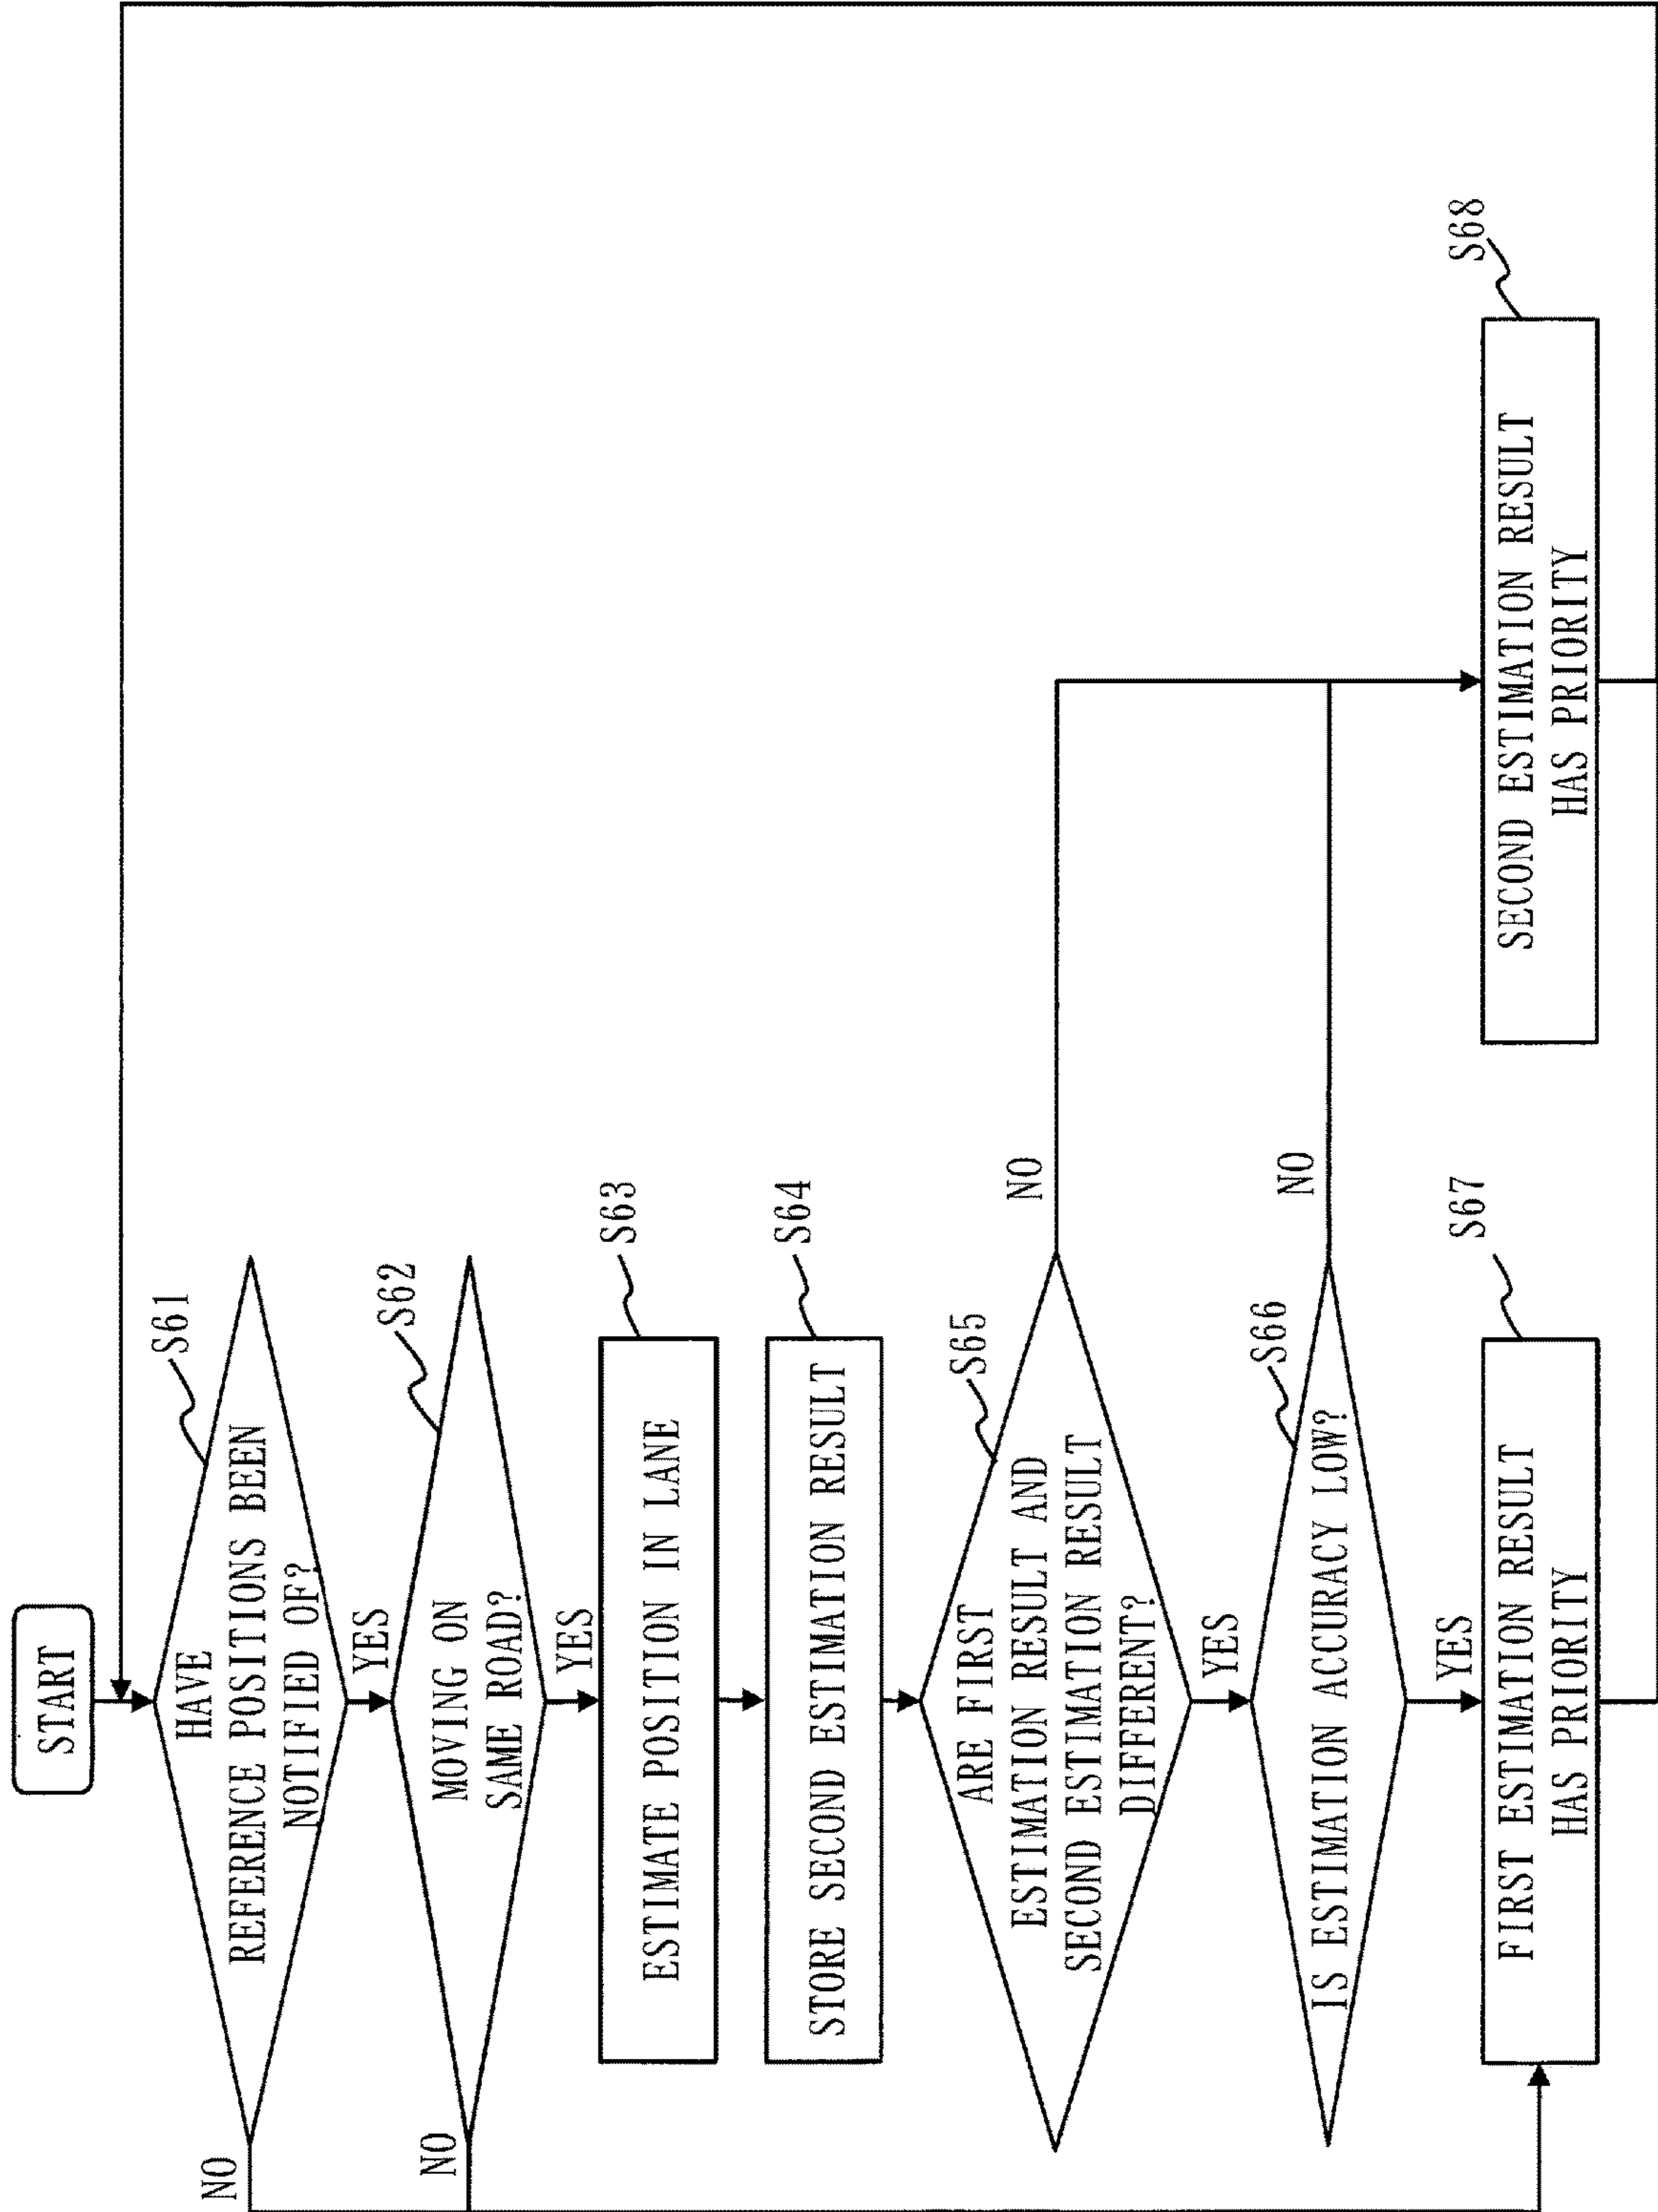 START
S61
HAVE
REFERENCE POSITIONS BEEN
NOTIFIED OF?
NO
YES
S62
MOVING ON
SAME ROAD?
NO
YES
S63
ESTIMATE POSITION IN LANE
S64
STORE SECOND ESTIMATION RESULT
S65
ARE FIRST
ESTIMATION RESULT AND
SECOND ESTIMATION RESULT
DIFFERENT?
NO
YES
S66
IS ESTIMATION ACCURACY LOW?
NO
YES
S67
FIRST ESTIMATION RESULT
HAS PRIORITY
S68
SECOND ESTIMATION RESULT
HAS PRIORITY